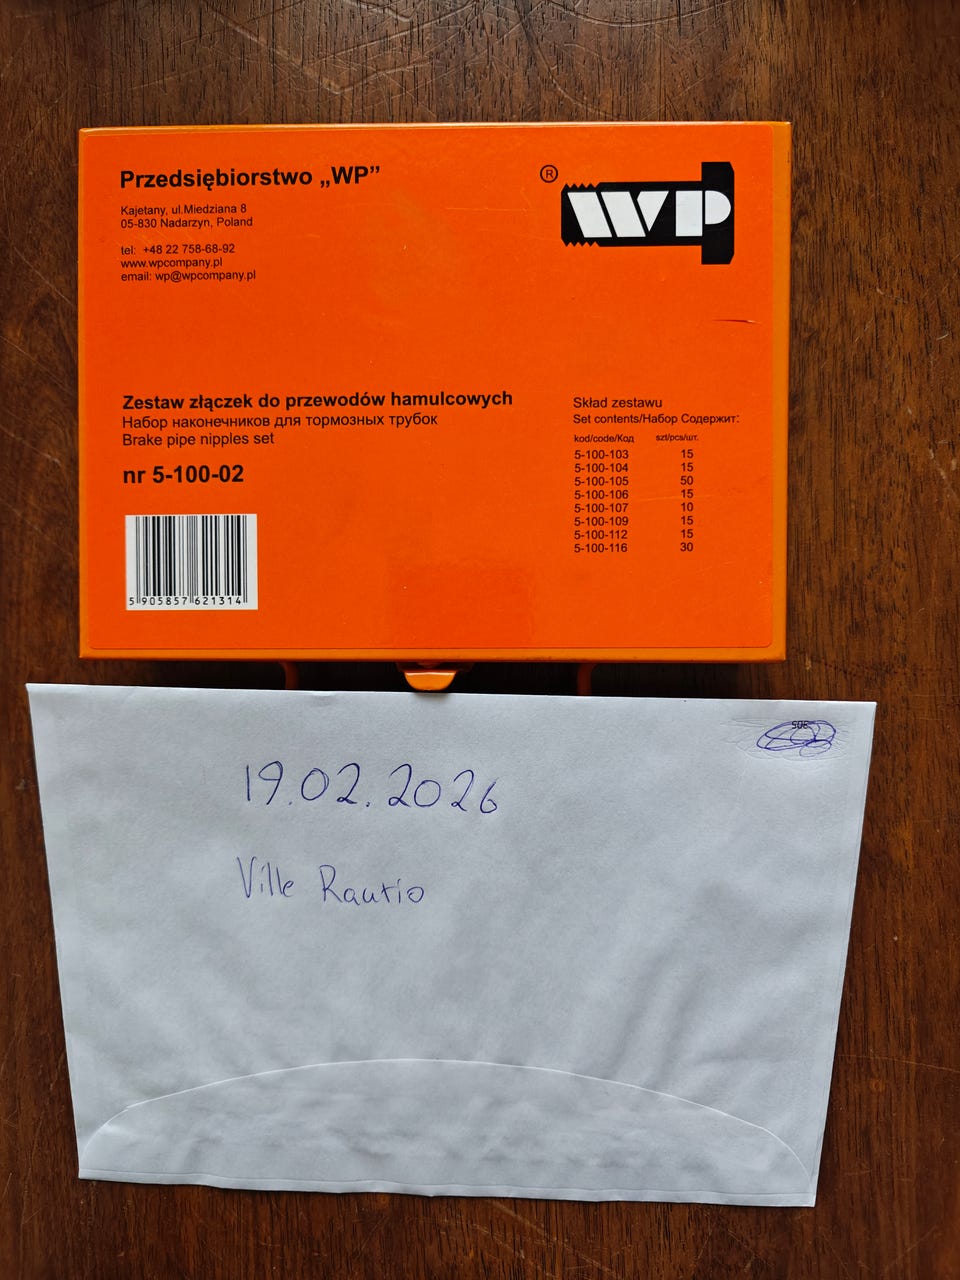 Przedsiębiorstwo „WP”
Kajetany, ul.Miedziana 8
05-830 Nadarzyn, Poland
tel: +48 22 758-68-92
www.wpcompany.pl
email: wp@wpcompany.pl
® WP
Zestaw złączek do przewodów hamulcowych
Набор наконечников для тормозных трубок
Brake pipe nipples set
nr 5-100-02
5 905857 621314
Skład zestawu
Set contents/Набор Содержит:
kod/code/Код szt/pcs/шт.
5-100-103 15
5-100-104 15
5-100-105 50
5-100-106 15
5-100-107 10
5-100-109 15
5-100-112 15
5-100-116 30
19.02.2026
Ville Rautio